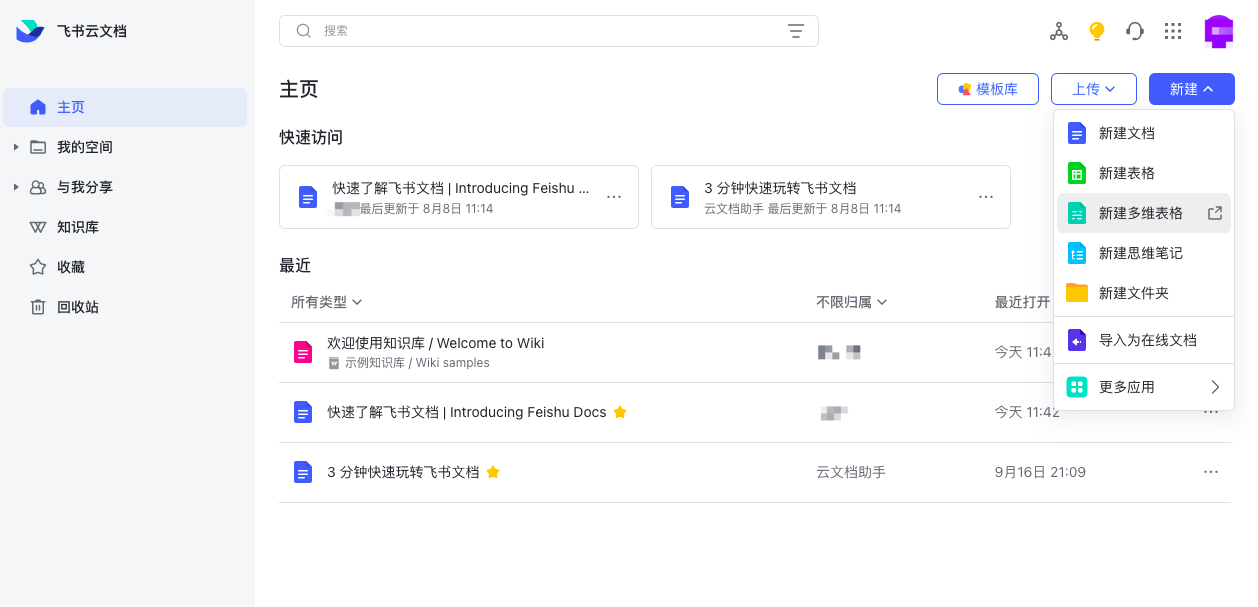 飞书云文档
搜索
主页
我的空间
与我分享
知识库
收藏
回收站
主页
模板库
上传
新建
快速访问
快速了解飞书文档 | Introducing Feishu ...
最后更新于 8月8日 11:14
3 分钟快速玩转飞书文档
云文档助手 最后更新于 8月8日 11:14
新建文档
新建表格
新建多维表格
新建思维笔记
新建文件夹
导入为在线文档
更多应用
最近
所有类型
不限归属
最近打开
欢迎使用知识库 / Welcome to Wiki
示例知识库 / Wiki samples
今天 11:4
快速了解飞书文档 | Introducing Feishu Docs
今天 11:42
3 分钟快速玩转飞书文档
云文档助手
9月16日 21:09